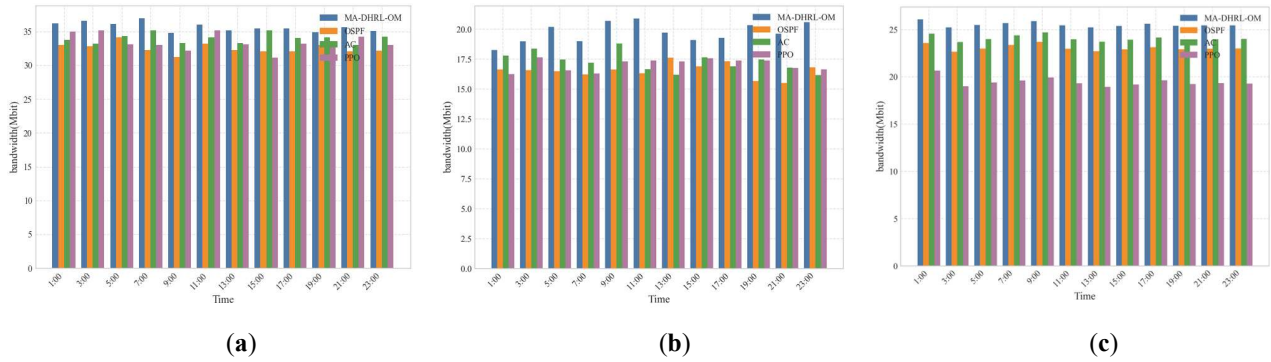 MA-DHRL-OM
OSPF
AC
PPO
bandwidth(Mbit)
35
30
25
20
15
10
5
0
1:00 3:00 5:00 7:00 9:00 11:00 13:00 15:00 17:00 19:00 21:00 23:00
Time
(a)
MA-DHRL-OM
OSPF
AC
PPO
bandwidth(Mbit)
20.0
17.5
15.0
12.5
10.0
7.5
5.0
2.5
0.0
1:00 3:00 5:00 7:00 9:00 11:00 13:00 15:00 17:00 19:00 21:00 23:00
Time
(b)
MA-DHRL-OM
OSPF
AC
PPO
bandwidth(Mbit)
25
20
15
10
5
0
1:00 3:00 5:00 7:00 9:00 11:00 13:00 15:00 17:00 19:00 21:00 23:00
Time
(c)